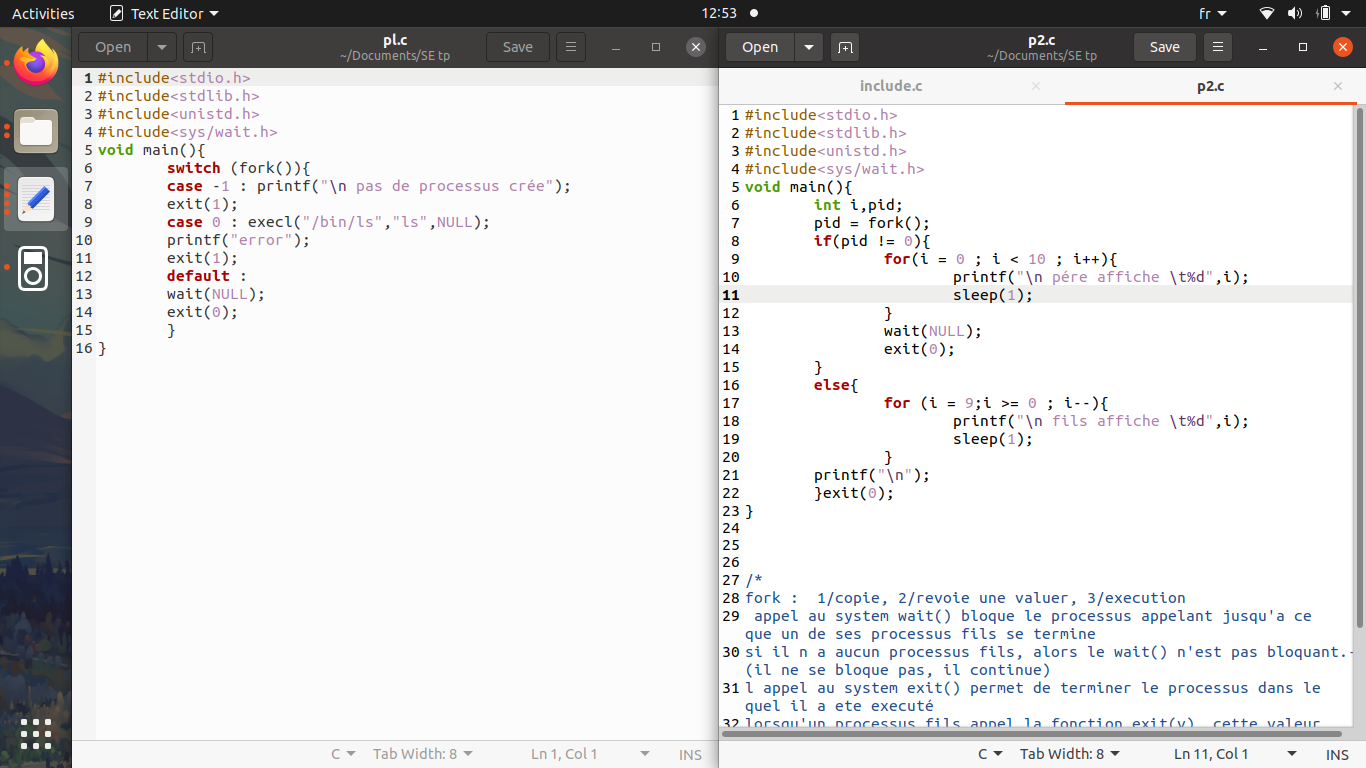 Activities
Text Editor
12:53
fr
Open
pl.c
~/Documents/SE tp
Save
1 #include<stdio.h>
2 #include<stdlib.h>
3 #include<unistd.h>
4 #include<sys/wait.h>
5 void main(){
6 switch (fork()){
7 case -1 : printf("\n pas de processus crée");
8 exit(1);
9 case 0 : execl("/bin/ls","ls",NULL);
10 printf("error");
11 exit(1);
12 default :
13 wait(NULL);
14 exit(0);
15 }
16 }
C
Tab Width: 8
Ln 1, Col 1
INS
Open
p2.c
~/Documents/SE tp
Save
include.c
p2.c
1 #include<stdio.h>
2 #include<stdlib.h>
3 #include<unistd.h>
4 #include<sys/wait.h>
5 void main(){
6 int i,pid;
7 pid = fork();
8 if(pid != 0){
9 for(i = 0 ; i < 10 ; i++){
10 printf("\n pére affiche \t%d",i);
11 sleep(1);
12 }
13 wait(NULL);
14 exit(0);
15 }
16 else{
17 for (i = 9;i >= 0 ; i--){
18 printf("\n fils affiche \t%d",i);
19 sleep(1);
20 }
21 printf("\n");
22 }exit(0);
23 }
24
25
26
27 /*
28 fork :  1/copie, 2/revoie une valuer, 3/execution
29  appel au system wait() bloque le processus appelant jusqu'a ce
que un de ses processus fils se termine
30 si il n a aucun processus fils, alors le wait() n'est pas bloquant.-
(il ne se bloque pas, il continue)
31 l appel au system exit() permet de terminer le processus dans le
quel il a ete executé
32 lorsqu'un processus fils appel la fonction exit(v), cette valeur
C
Tab Width: 8
Ln 11, Col 1
INS